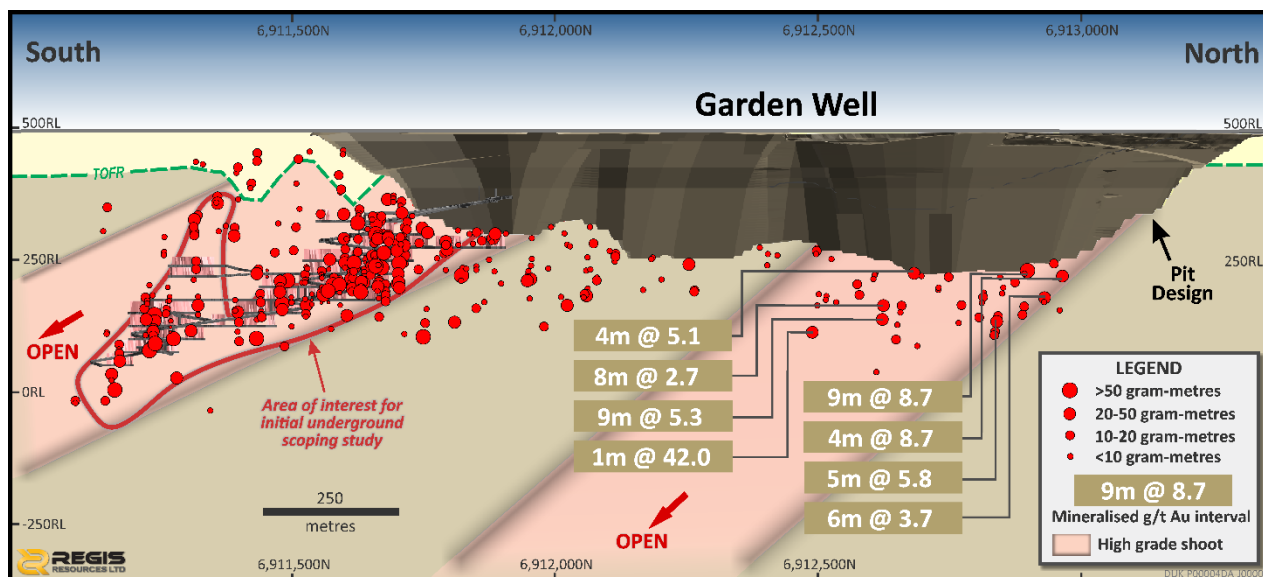 6,911,500N
6,912,000N
6,912,500N
6,913,000N
South
North
Garden Well
500RL
500RL
TOFR
250RL
250RL
Pit
Design
OPEN
4m @ 5.1
8m @ 2.7
9m @ 5.3
1m @ 42.0
9m @ 8.7
4m @ 8.7
5m @ 5.8
6m @ 3.7
0RL
Area of interest for
initial underground
scoping study
LEGEND
>50 gram-metres
20-50 gram-metres
10-20 gram-metres
<10 gram-metres
9m @ 8.7
Mineralised g/t Au interval
High grade shoot
250
metres
OPEN
-250RL
REGIS
RESOURCES LTD
6,911,500N
6,912,000N
6,912,500N